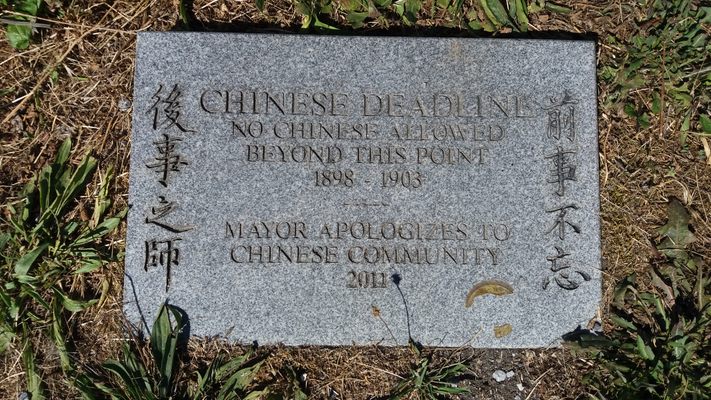 前事不忘
後事之師
CHINESE DEADLINE
NO CHINESE ALLOWED
BEYOND THIS POINT
1898 - 1903
MAYOR APOLOGIZES TO
CHINESE COMMUNITY
2011